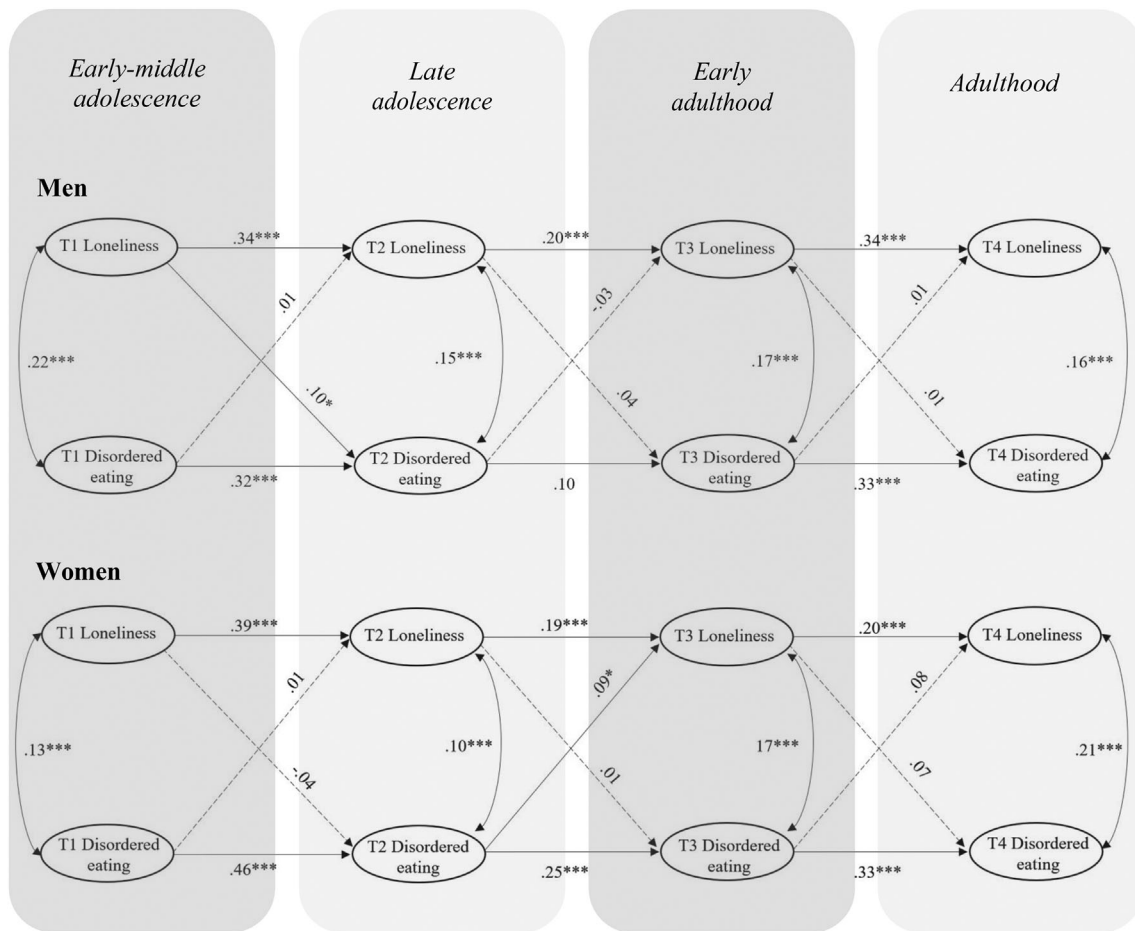 Early-middle
adolescence
Late
adolescence
Early
adulthood
Adulthood
Men
T1 Loneliness
.34***
T2 Loneliness
.20***
T3 Loneliness
.34***
T4 Loneliness
.01
-.03
.01
.22***
.15***
.17***
.16***
.10*
.04
.01
T1 Disordered
eating
.32***
T2 Disordered
eating
.10
T3 Disordered
eating
.33***
T4 Disordered
eating
Women
T1 Loneliness
.39***
T2 Loneliness
.19***
T3 Loneliness
.20***
T4 Loneliness
.01
.09*
.08
.13***
.10***
17***
.21***
-.04
.01
.07
T1 Disordered
eating
.46***
T2 Disordered
eating
.25***
T3 Disordered
eating
.33***
T4 Disordered
eating